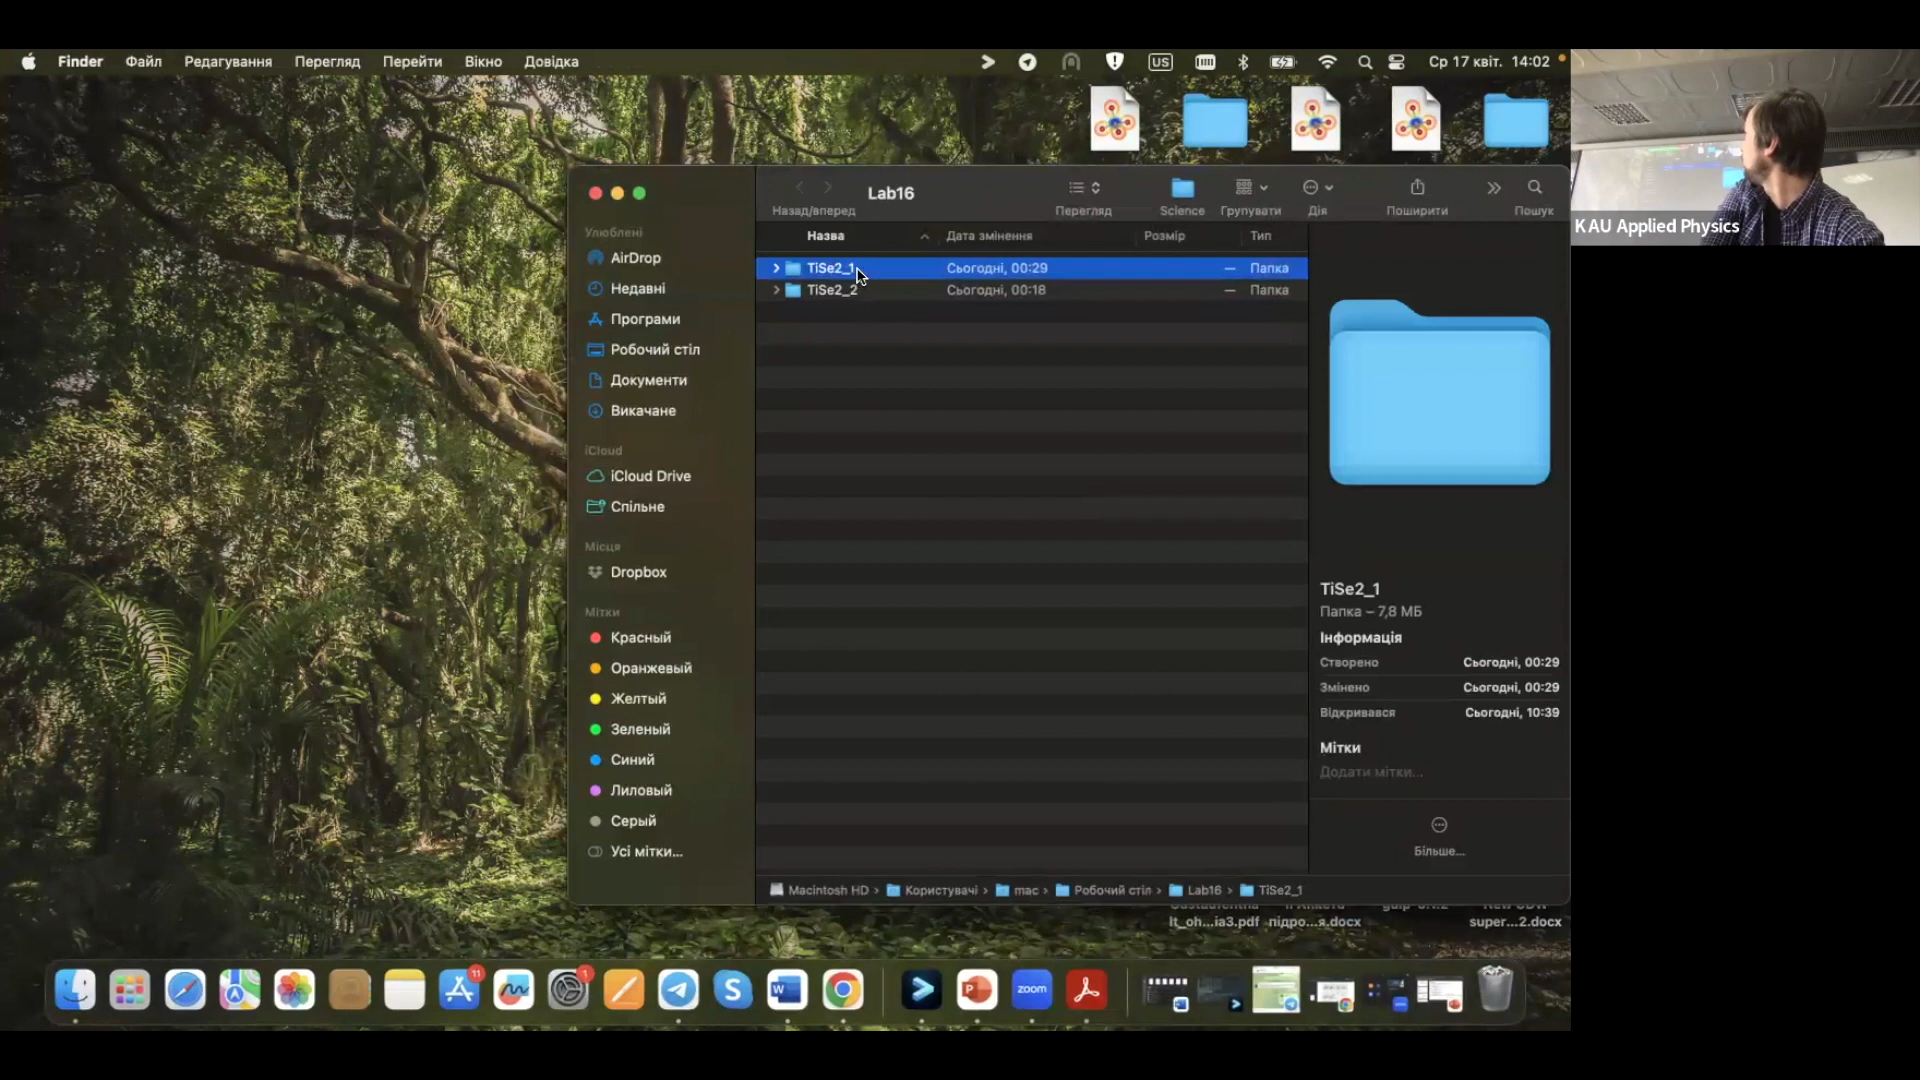 Finder Файл Редагування Перегляд Перейти Вікно Довідка US Ср 17 квіт. 14:02
Lab16
Назад/вперед Перегляд Science Групувати Дія Поширити Пошук
Назва Дата змінення Розмір Тип
TiSe2_1 Сьогодні, 00:29 — Папка
TiSe2_2 Сьогодні, 00:18 — Папка
Улюблені
AirDrop
Недавні
Програми
Робочий стіл
Документи
Викачане
iCloud
iCloud Drive
Спільне
Місця
Dropbox
Мітки
Красный
Оранжевый
Желтый
Зеленый
Синий
Лиловый
Серый
Усі мітки...
TiSe2_1
Папка – 7,8 МБ
Інформація
Створено Сьогодні, 00:29
Змінено Сьогодні, 00:29
Відкривався Сьогодні, 10:39
Мітки
Додати мітки...
Більше...
Macintosh HD › Користувачі › mac › Робочий стіл › Lab16 › TiSe2_1
lt_oh...ia3.pdf підро...я.docx super...2.docx
11
1
W
zoom
KAU Applied Physics